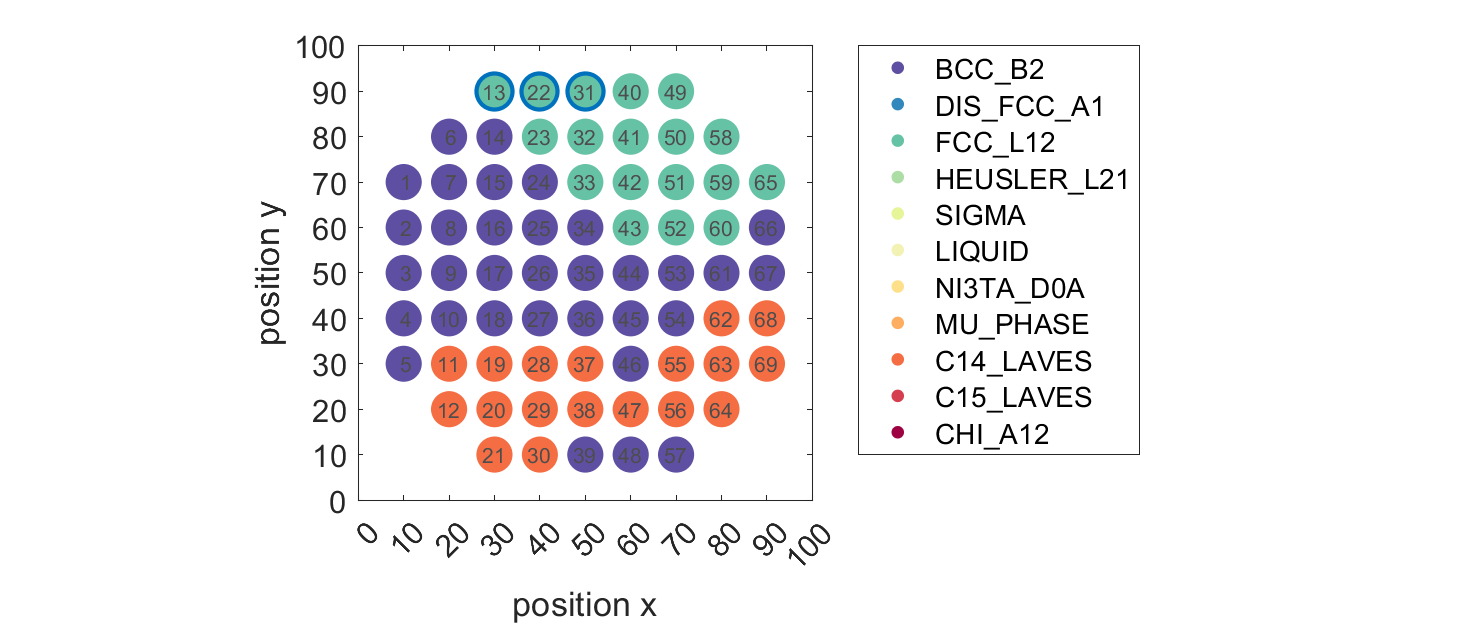 100
90
80
70
60
50
40
30
20
10
0
13 22 31 40 49
6 14 23 32 41 50 58
1 7 15 24 33 42 51 59 65
2 8 16 25 34 43 52 60 66
3 9 17 26 35 44 53 61 67
4 10 18 27 36 45 54 62 68
5 11 19 28 37 46 55 63 69
12 20 29 38 47 56 64
21 30 39 48 57
0 10 20 30 40 50 60 70 80 90 100
position x
position y
BCC_B2
DIS_FCC_A1
FCC_L12
HEUSLER_L21
SIGMA
LIQUID
NI3TA_D0A
MU_PHASE
C14_LAVES
C15_LAVES
CHI_A12